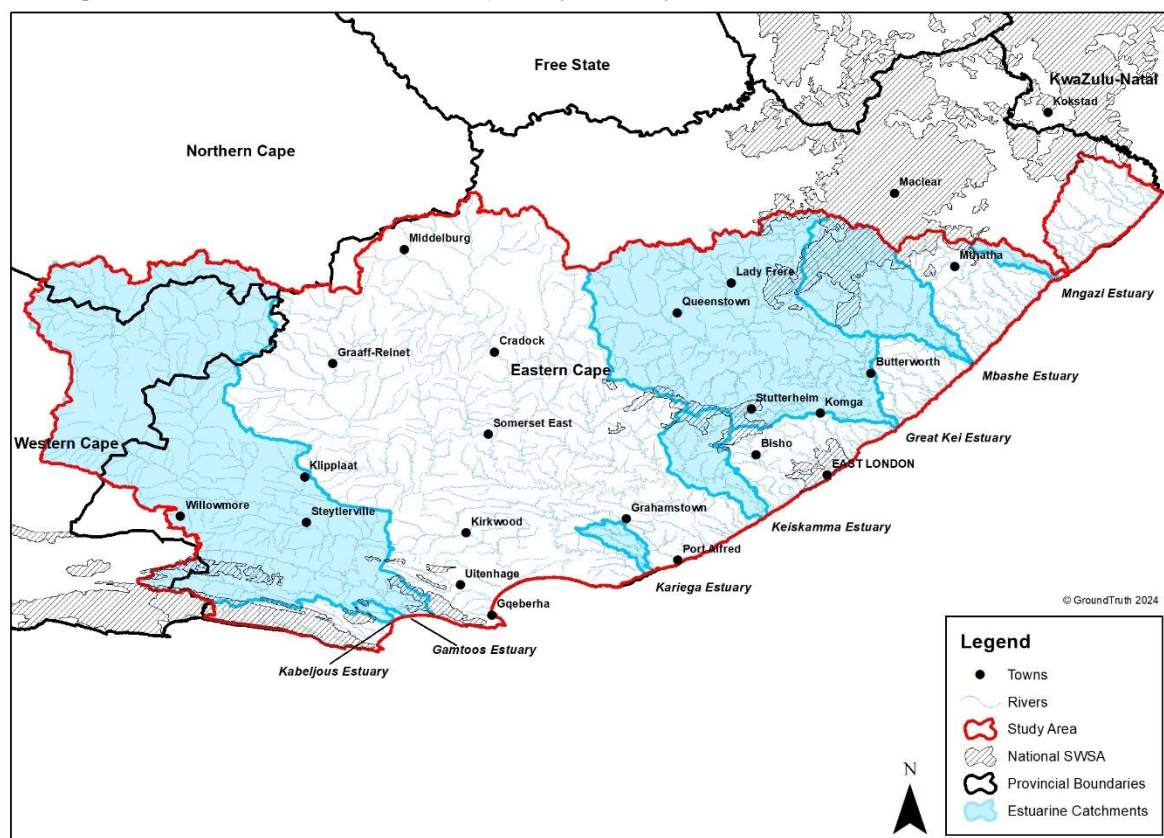 Free State
KwaZulu-Natal
Kokstad
Northern Cape
Maclear
Middelburg
Mthatha
Lady Frere
Mngazi Estuary
Queenstown
Cradock
Graaff-Reinet
Eastern Cape
Butterworth
Mbashe Estuary
Stutterheim
Komga
Somerset East
Great Kei Estuary
Western Cape
Bisho
EAST LONDON
Klipplaat
Willowmore
Steytlerville
Grahamstown
Keiskamma Estuary
Kirkwood
Port Alfred
Uitenhage
Kariega Estuary
Gqeberha
© GroundTruth 2024
Gamtoos Estuary
Kabeljous Estuary
N
Legend
Towns
Rivers
Study Area
National SWSA
Provincial Boundaries
Estuarine Catchments